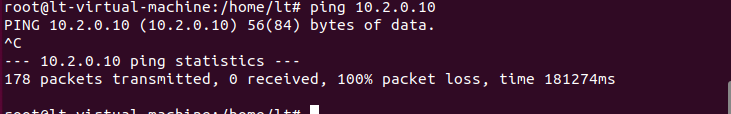 root@lt-virtual-machine:/home/lt# ping 10.2.0.10
PING 10.2.0.10 (10.2.0.10) 56(84) bytes of data.
^C
--- 10.2.0.10 ping statistics ---
178 packets transmitted, 0 received, 100% packet loss, time 181274ms
root@lt-virtual-machine:/home/lt#